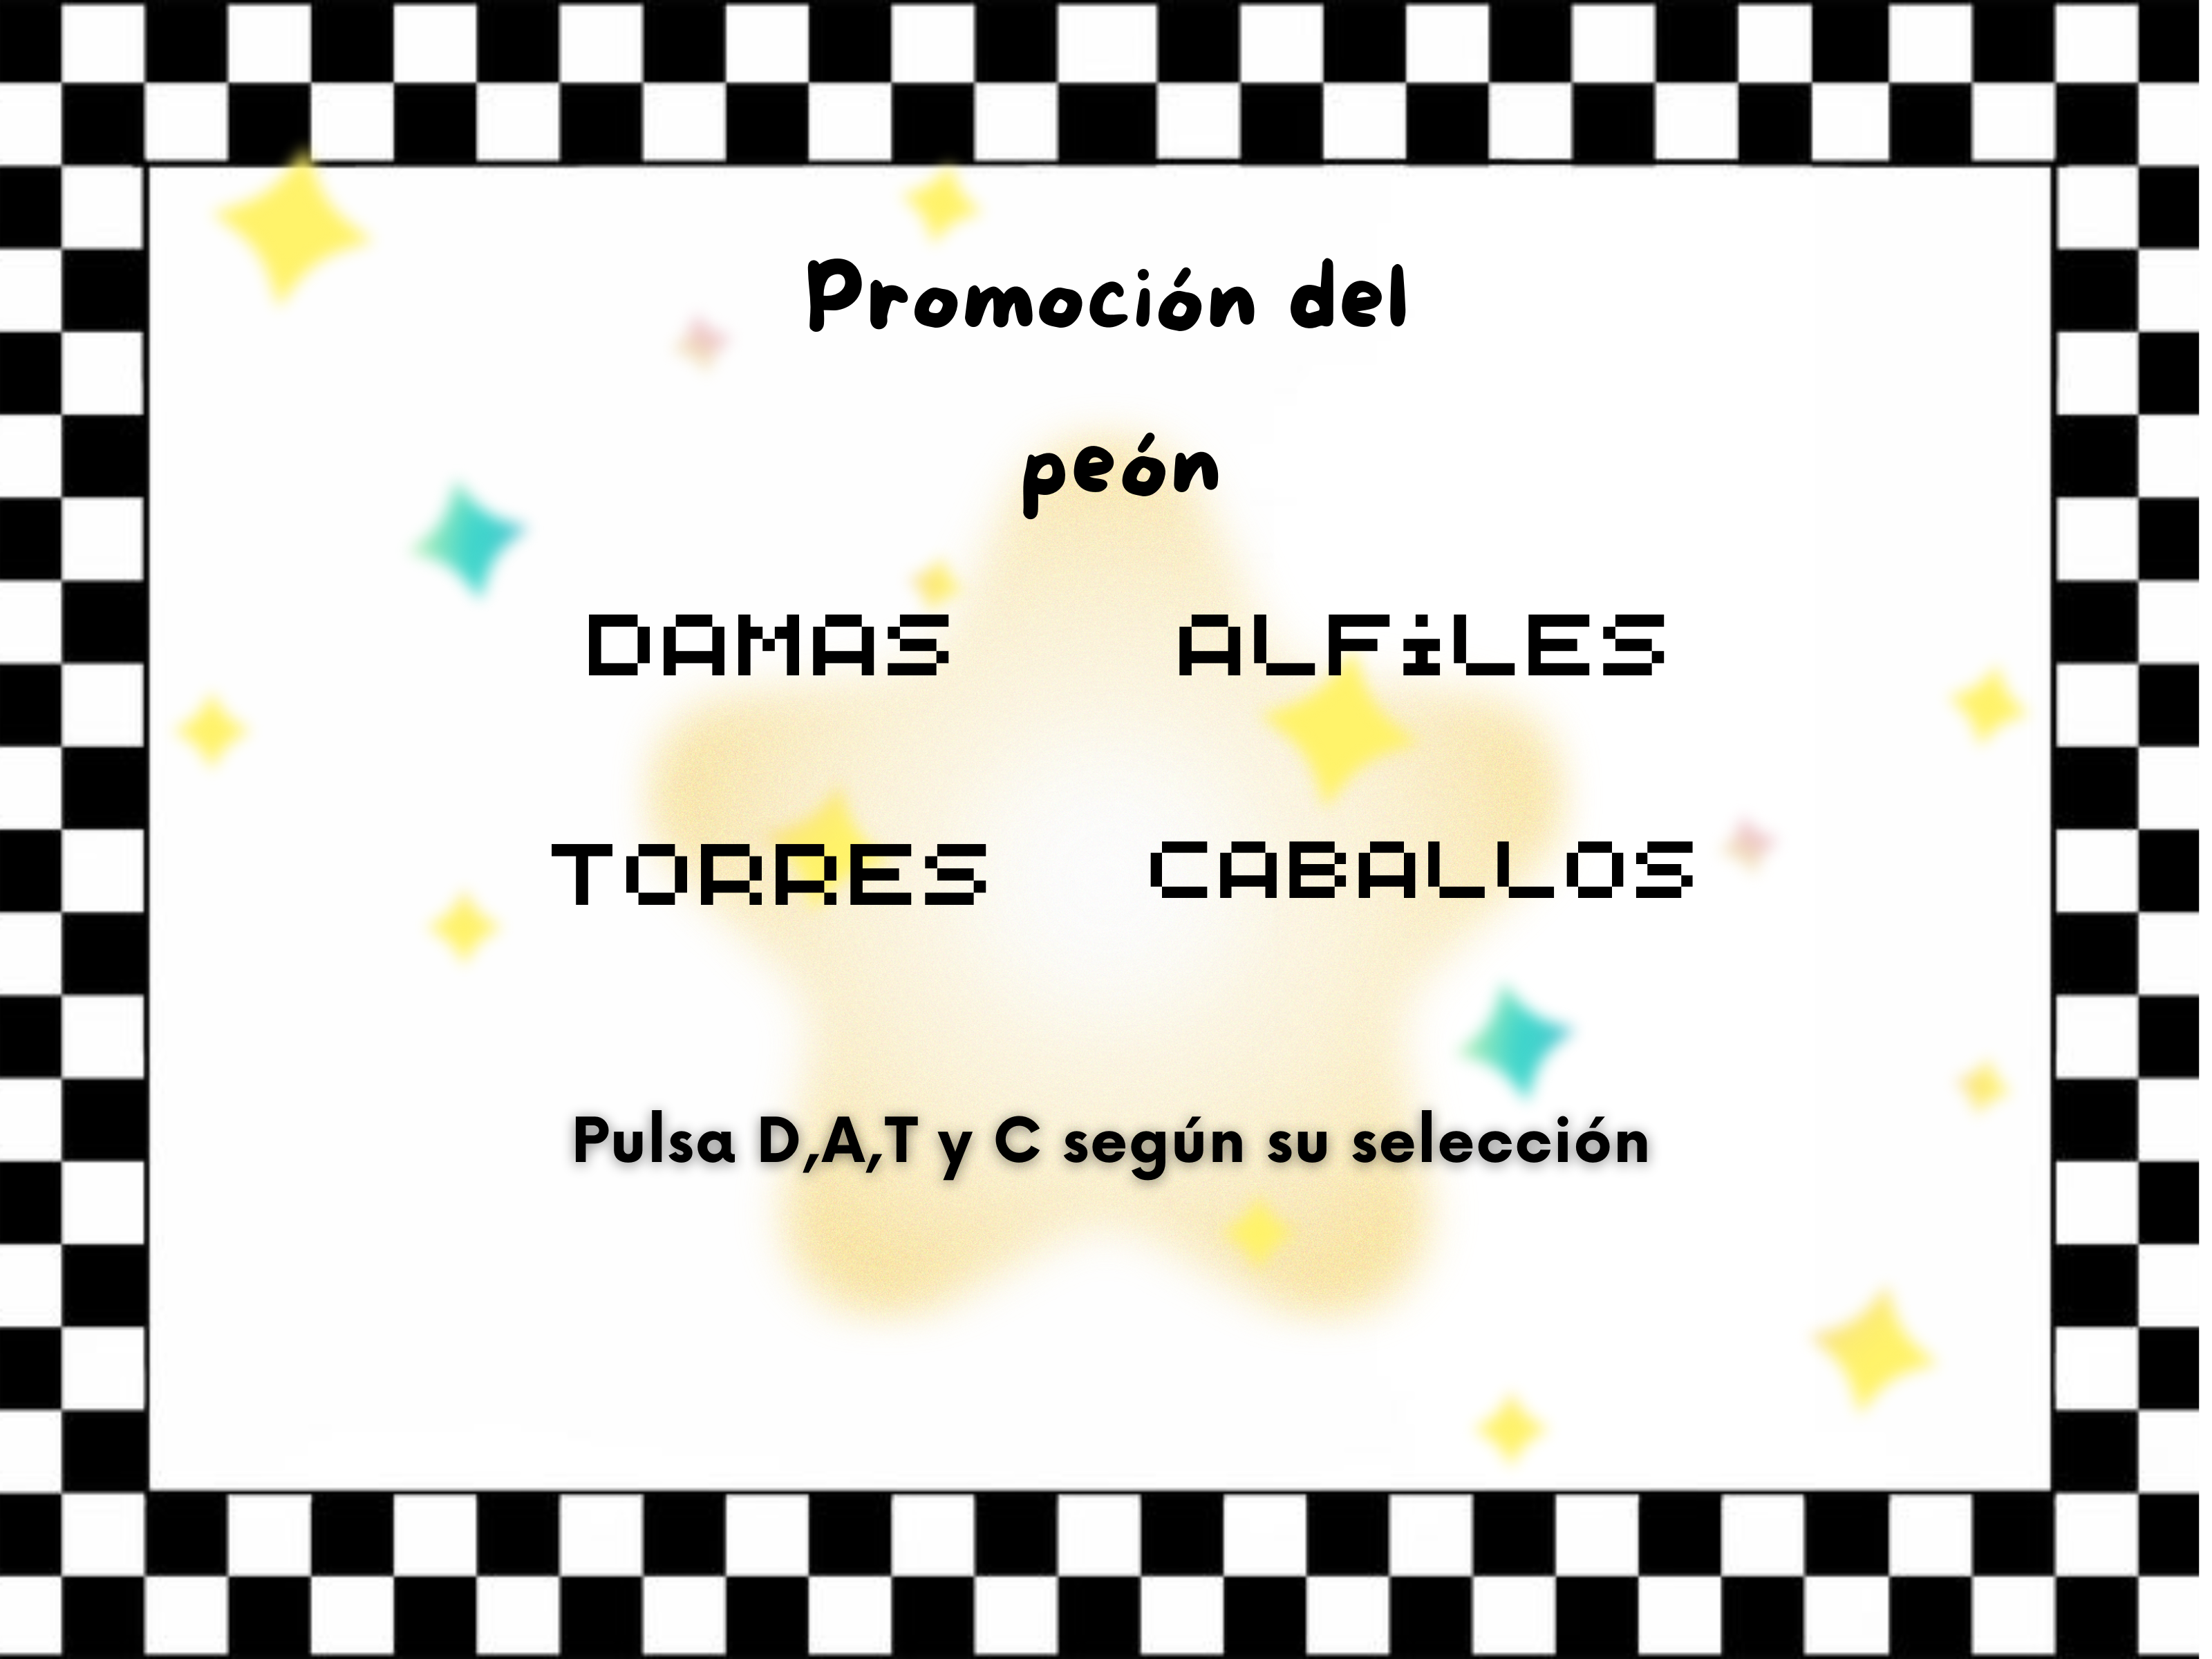 Promoción del
peón
DAMAS ALFiLES
TORRES CABALLOS
Pulsa D,A,T y C según su selección